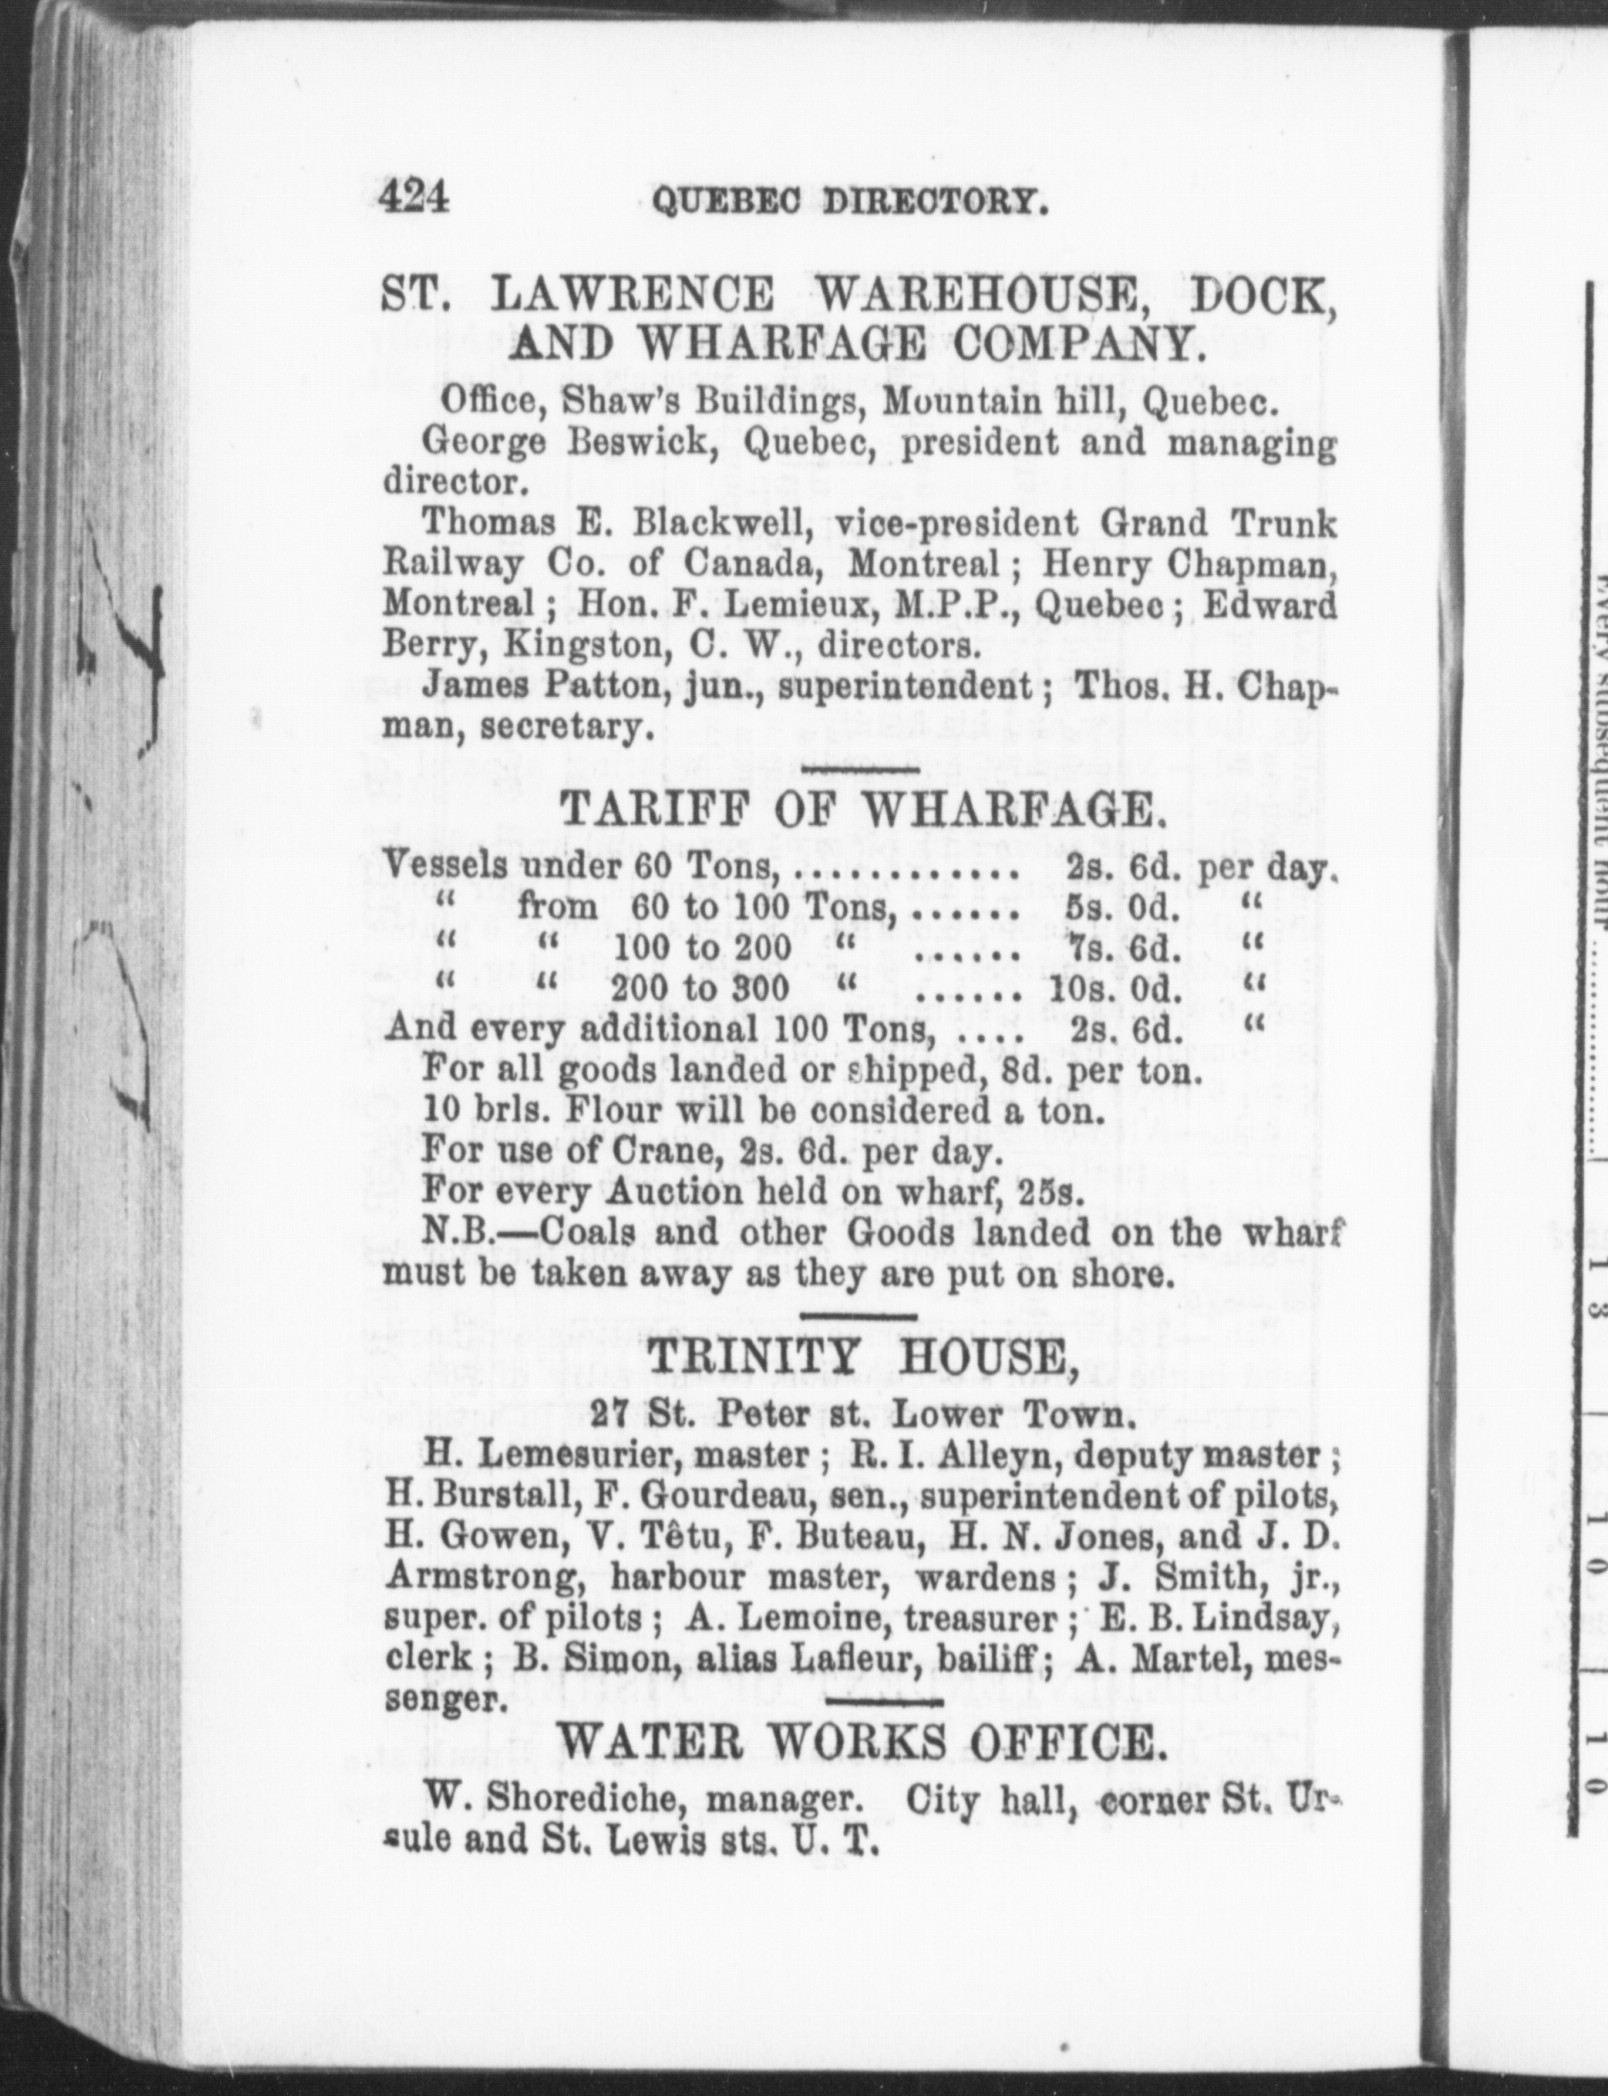 424 QUEBEC DIRECTORY.
ST. LAWRENCE WAREHOUSE, DOCK,
AND WHARFAGE COMPANY.
Office, Shaw's Buildings, Mountain hill, Quebec.
George Beswick, Quebec, president and managing
director.
Thomas E. Blackwell, vice-president Grand Trunk
Railway Co. of Canada, Montreal; Henry Chapman,
Montreal; Hon. F. Lemieux, M.P.P., Quebec; Edward
Berry, Kingston, C. W., directors.
James Patton, jun., superintendent; Thos. H. Chap-
man, secretary.
TARIFF OF WHARFAGE.
Vessels under 60 Tons, ............ 2s. 6d. per day.
“ from 60 to 100 Tons, ...... 5s. 0d. “
“ “ 100 to 200 “ ...... 7s. 6d. “
“ “ 200 to 300 “ ...... 10s. 0d. “
And every additional 100 Tons, .... 2s. 6d. “
For all goods landed or shipped, 8d. per ton.
10 brls. Flour will be considered a ton.
For use of Crane, 2s. 6d. per day.
For every Auction held on wharf, 25s.
N.B.—Coals and other Goods landed on the wharf
must be taken away as they are put on shore.
TRINITY HOUSE,
27 St. Peter st. Lower Town.
H. Lemesurier, master; R. I. Alleyn, deputy master;
H. Burstall, F. Gourdeau, sen., superintendent of pilots,
H. Gowen, V. Têtu, F. Buteau, H. N. Jones, and J. D.
Armstrong, harbour master, wardens; J. Smith, jr.,
super. of pilots; A. Lemoine, treasurer; E. B. Lindsay,
clerk; B. Simon, alias Lafleur, bailiff; A. Martel, mes-
senger.
WATER WORKS OFFICE.
W. Shorediche, manager. City hall, corner St. Ur-
sule and St. Lewis sts. U. T.
Every subsequent hour ..............
1 3
1 0
1 0